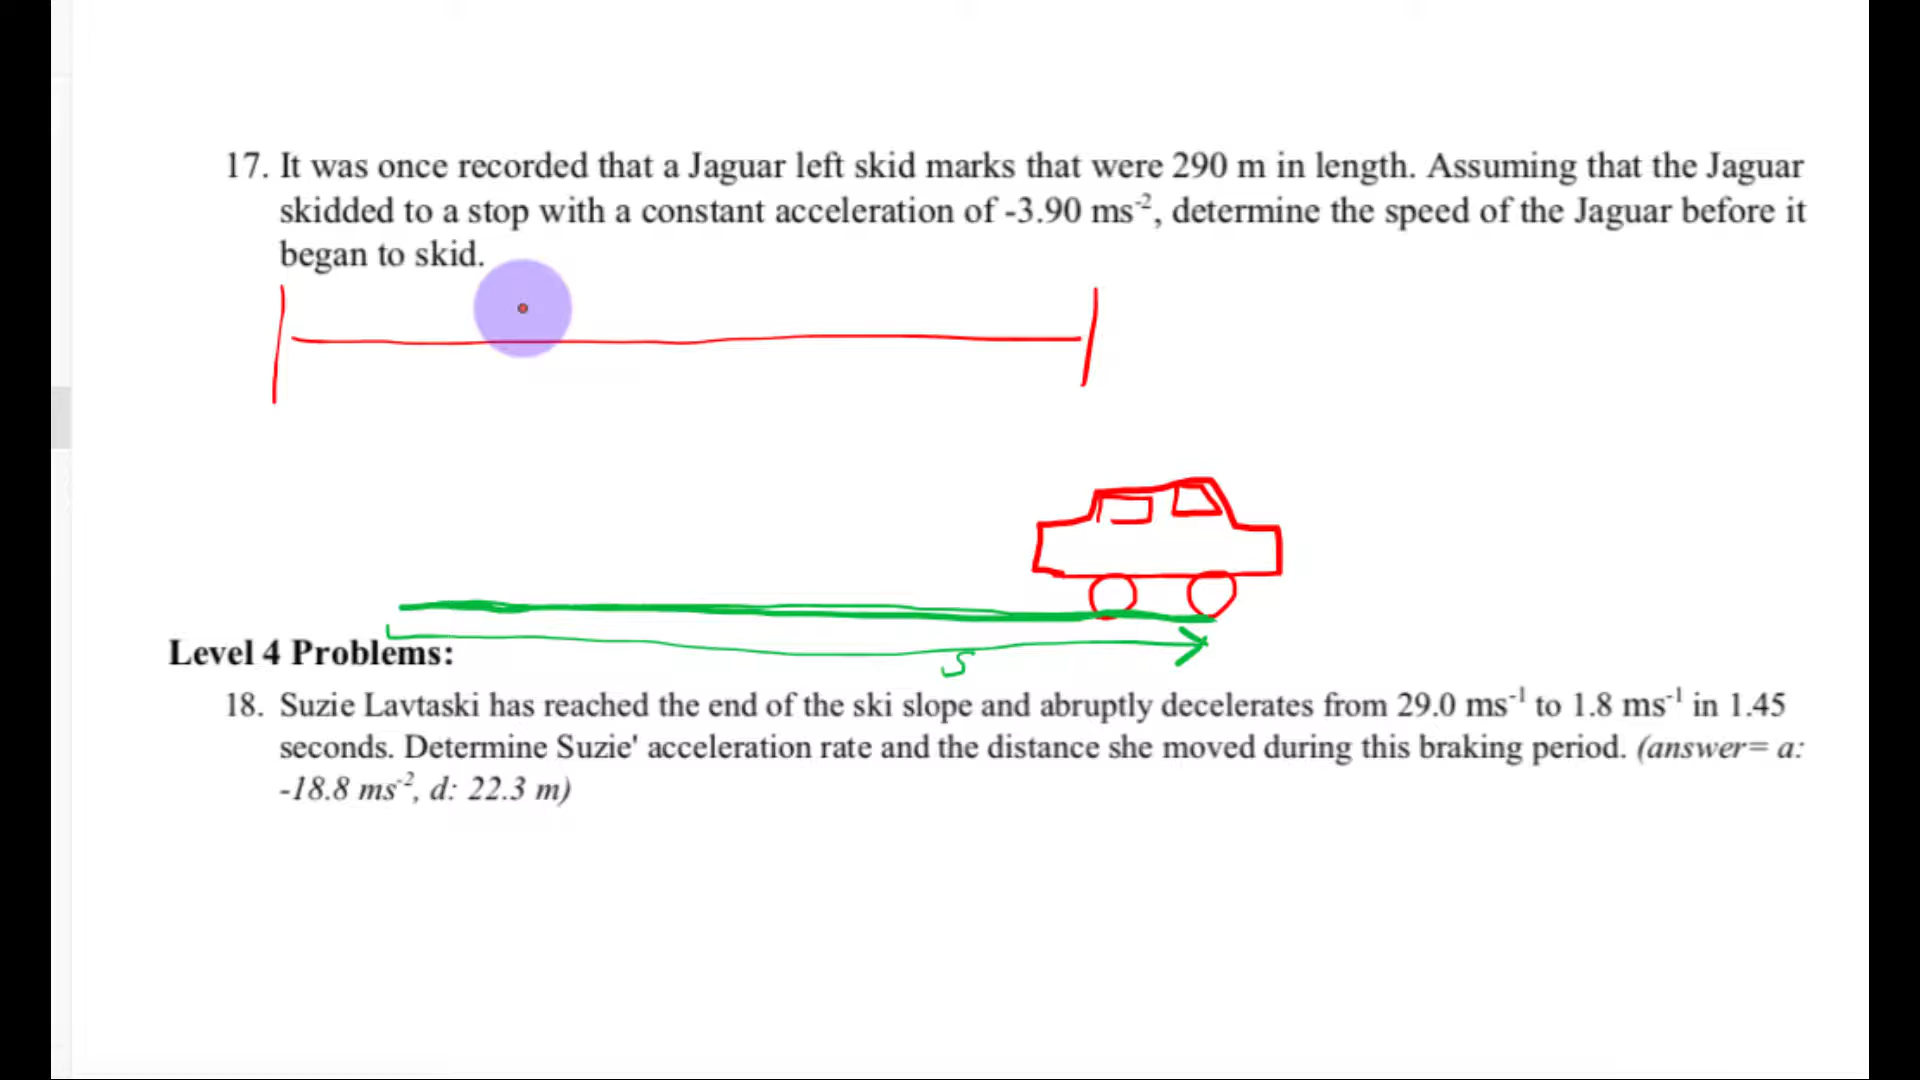 17. It was once recorded that a Jaguar left skid marks that were 290 m in length. Assuming that the Jaguar
skidded to a stop with a constant acceleration of -3.90 ms⁻², determine the speed of the Jaguar before it
began to skid.
S
Level 4 Problems:
18. Suzie Lavtaski has reached the end of the ski slope and abruptly decelerates from 29.0 ms⁻¹ to 1.8 ms⁻¹ in 1.45
seconds. Determine Suzie' acceleration rate and the distance she moved during this braking period. (answer= a:
-18.8 ms⁻², d: 22.3 m)